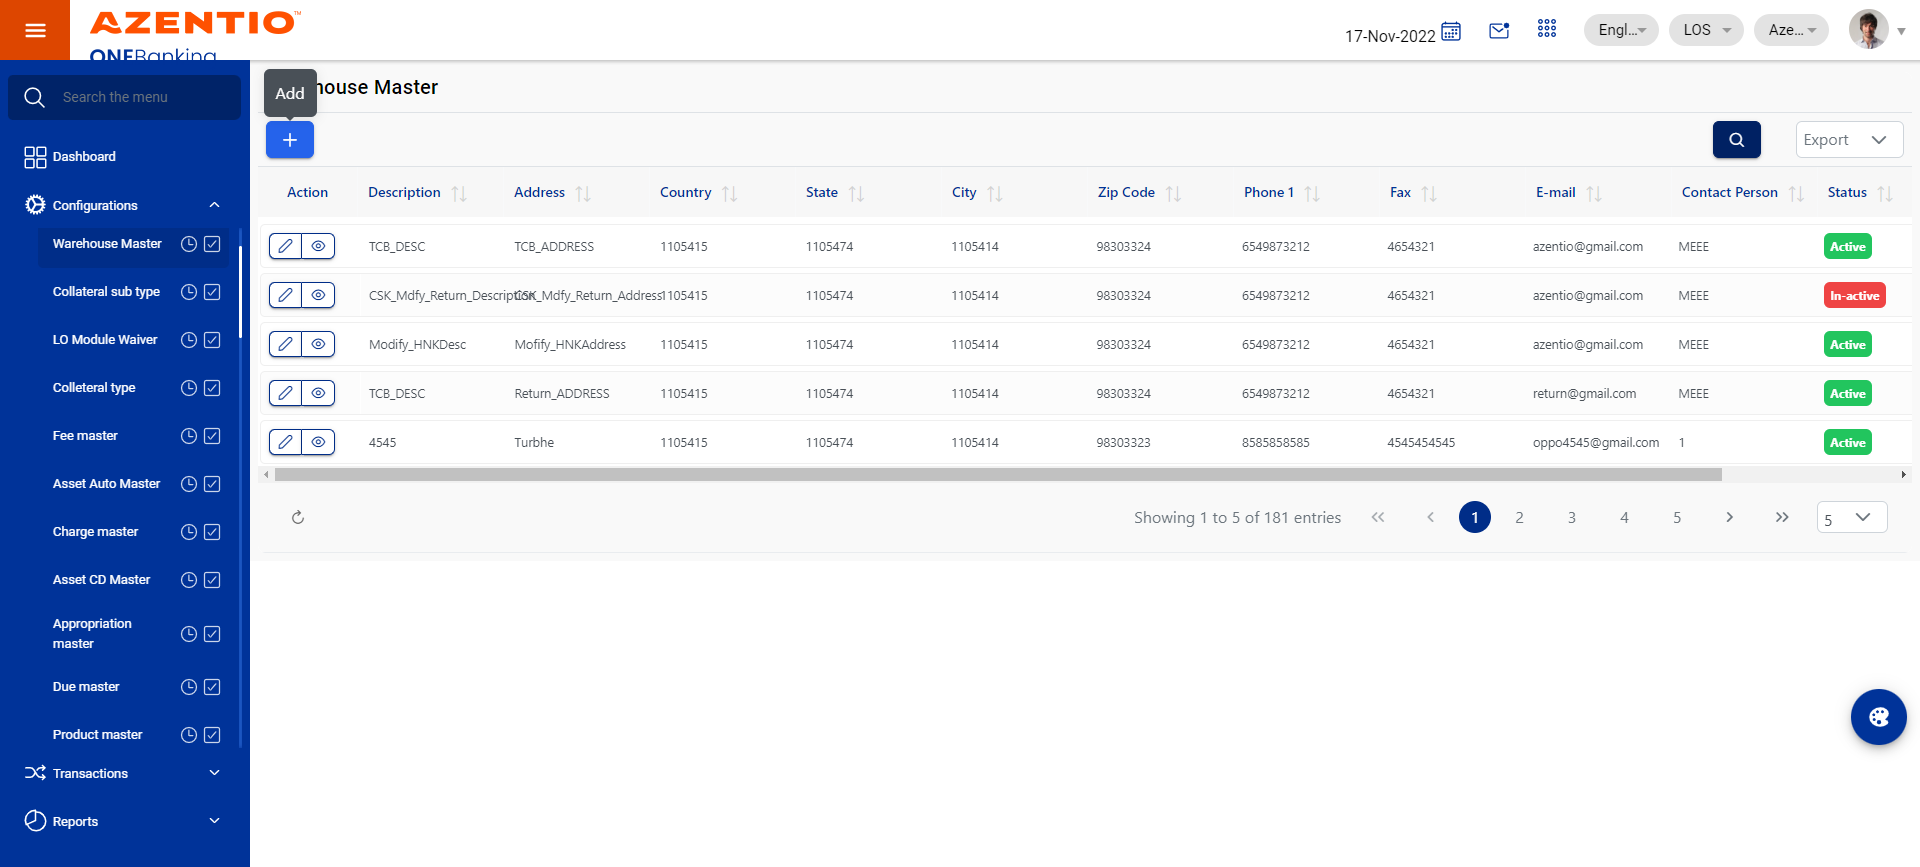 AZENTIO™
ONEBanking
17-Nov-2022
Engl...
LOS
Aze...
Search the menu
Dashboard
Configurations
Warehouse Master
Collateral sub type
LO Module Waiver
Colleteral type
Fee master
Asset Auto Master
Charge master
Asset CD Master
Appropriation
master
Due master
Product master
Transactions
Reports
Add
house Master
Export
Action Description Address Country State City Zip Code Phone 1 Fax E-mail Contact Person Status
TCB_DESC TCB_ADDRESS 1105415 1105474 1105414 98303324 6549873212 4654321 azentio@gmail.com MEEE Active
CSK_Mdfy_Return_Description CSK_Mdfy_Return_Address 1105415 1105474 1105414 98303324 6549873212 4654321 azentio@gmail.com MEEE In-active
Modify_HNKDesc Mofify_HNKAddress 1105415 1105474 1105414 98303324 6549873212 4654321 azentio@gmail.com MEEE Active
TCB_DESC Return_ADDRESS 1105415 1105474 1105414 98303324 6549873212 4654321 return@gmail.com MEEE Active
4545 Turbhe 1105415 1105474 1105414 98303323 8585858585 4545454545 oppo4545@gmail.com 1 Active
Showing 1 to 5 of 181 entries 1 2 3 4 5 5